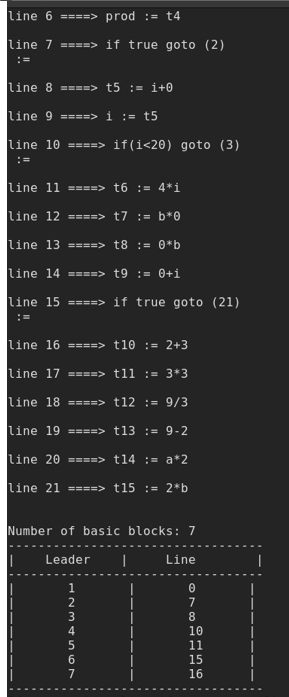 line 6 ====> prod := t4
line 7 ====> if true goto (2)
:=
line 8 ====> t5 := i+0
line 9 ====> i := t5
line 10 ====> if(i<20) goto (3)
:=
line 11 ====> t6 := 4*i
line 12 ====> t7 := b*0
line 13 ====> t8 := 0*b
line 14 ====> t9 := 0+i
line 15 ====> if true goto (21)
:=
line 16 ====> t10 := 2+3
line 17 ====> t11 := 3*3
line 18 ====> t12 := 9/3
line 19 ====> t13 := 9-2
line 20 ====> t14 := a*2
line 21 ====> t15 := 2*b
Number of basic blocks: 7
---------------------------------
| Leader | Line |
---------------------------------
| 1 | 0 |
| 2 | 7 |
| 3 | 8 |
| 4 | 10 |
| 5 | 11 |
| 6 | 15 |
| 7 | 16 |
---------------------------------